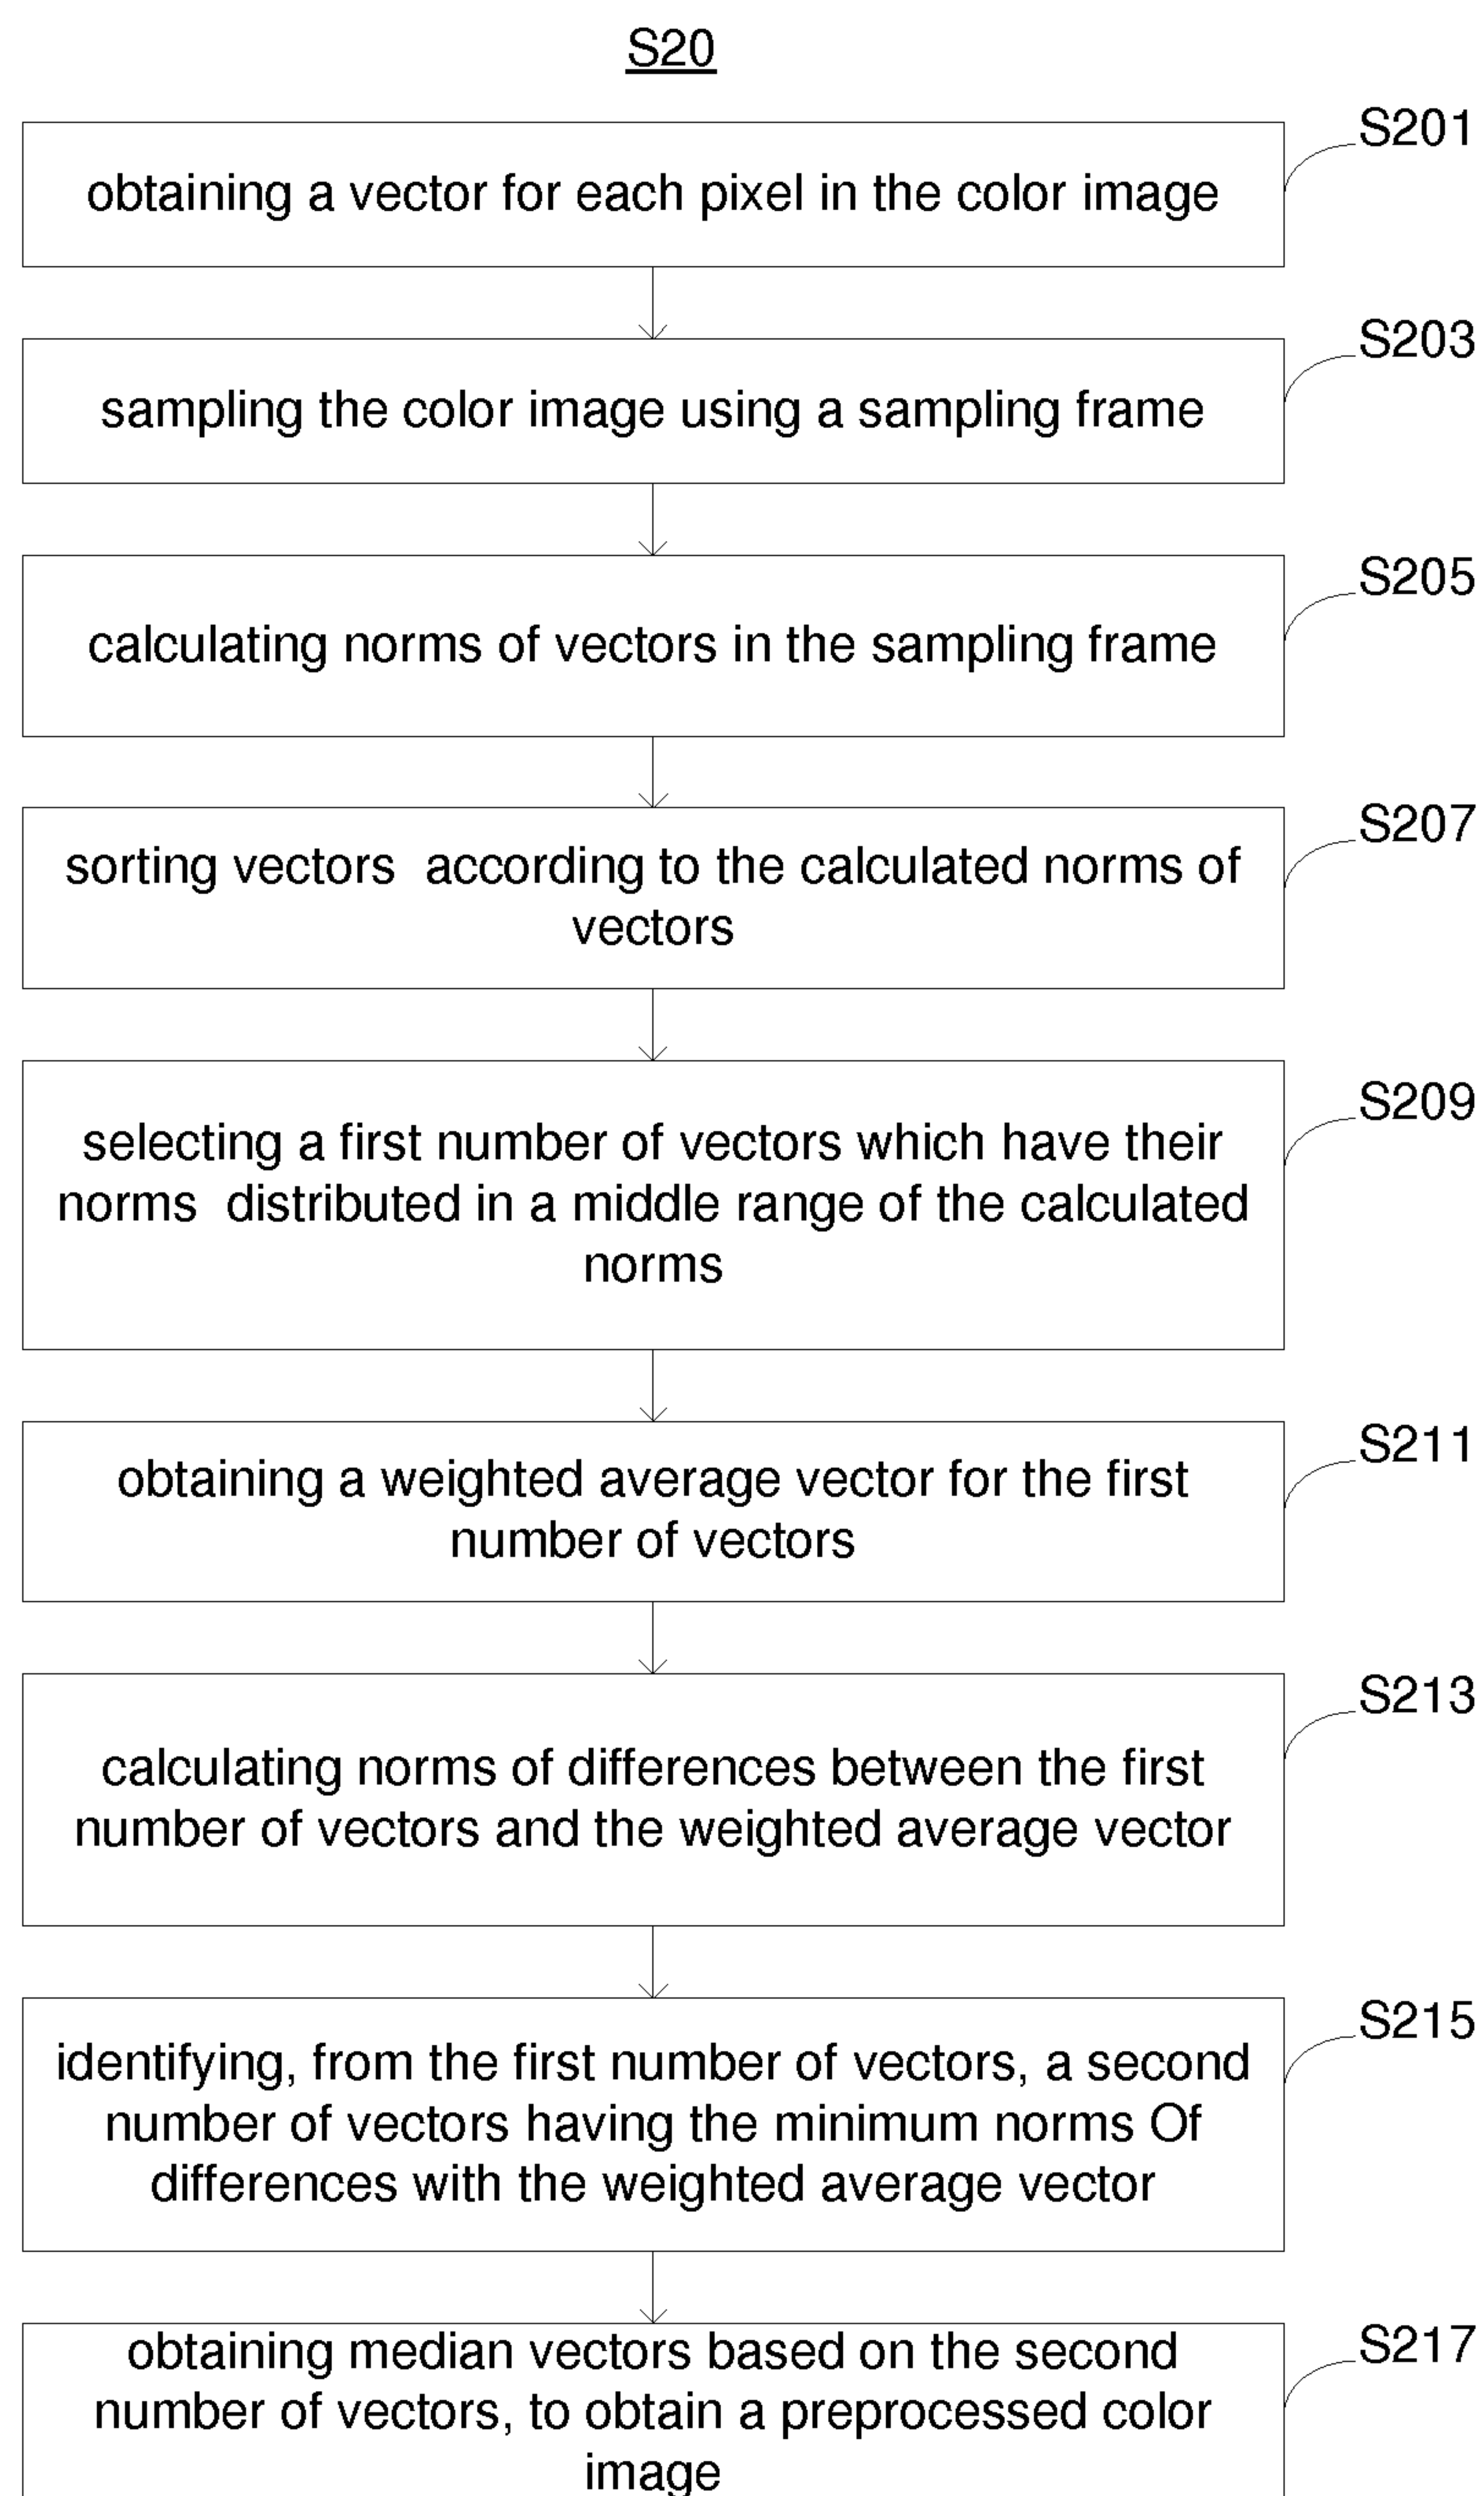 S20
S201
obtaining a vector for each pixel in the color image
S203
sampling the color image using a sampling frame
S205
calculating norms of vectors in the sampling frame
S207
sorting vectors  according to the calculated norms of
vectors
S209
selecting a first number of vectors which have their
norms  distributed in a middle range of the calculated
norms
S211
obtaining a weighted average vector for the first
number of vectors
S213
calculating norms of differences between the first
number of vectors and the weighted average vector
S215
identifying, from the first number of vectors, a second
number of vectors having the minimum norms Of
differences with the weighted average vector
S217
obtaining median vectors based on the second
number of vectors, to obtain a preprocessed color
image